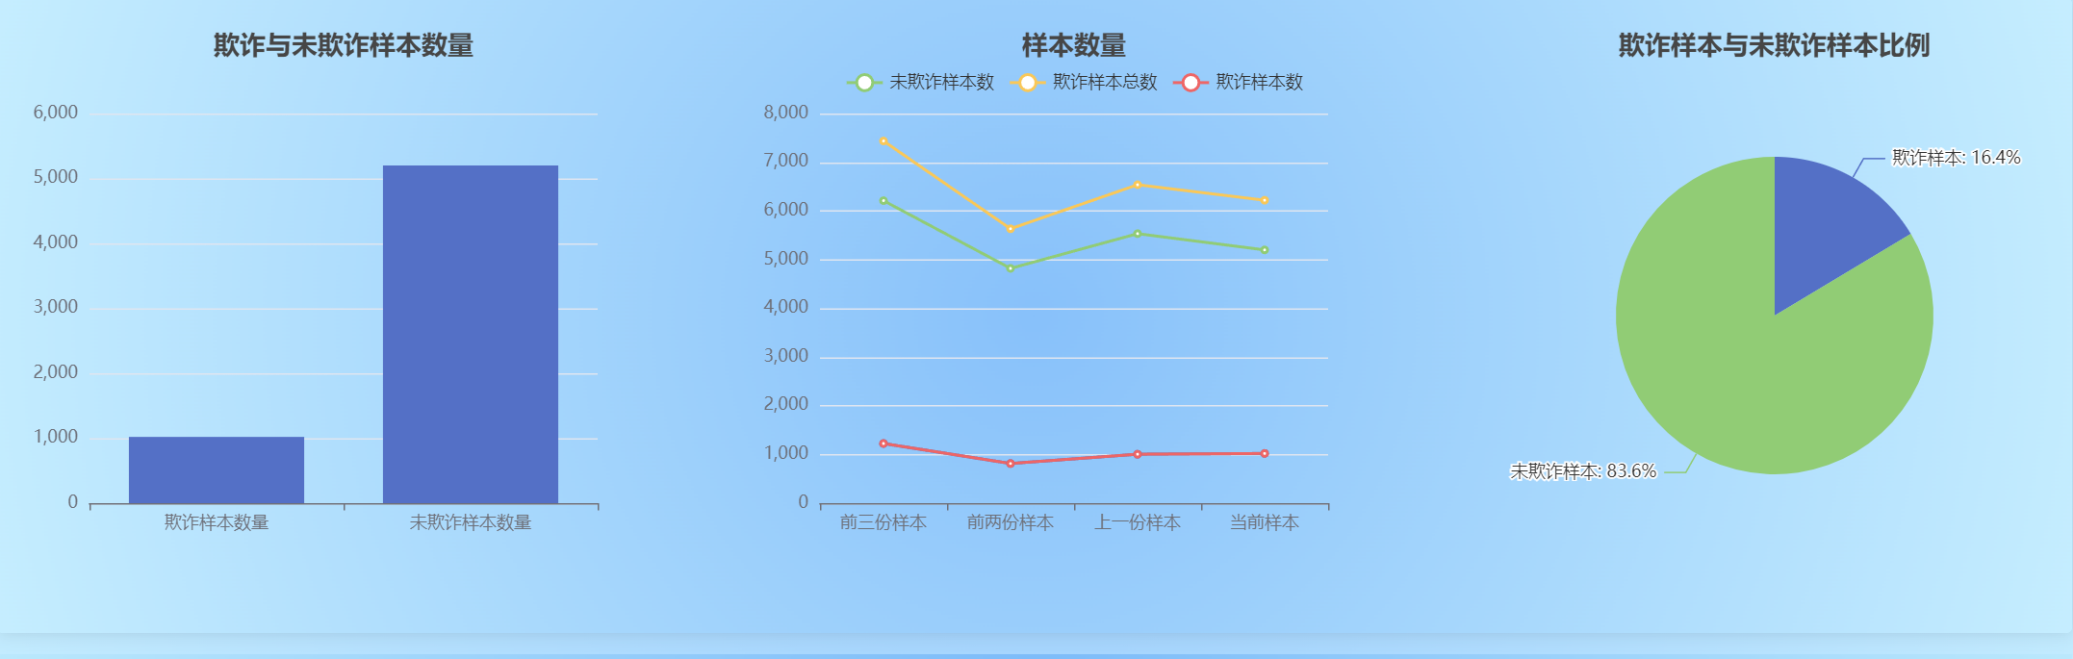 欺诈与未欺诈样本数量
6,000
5,000
4,000
3,000
2,000
1,000
0
欺诈样本数量 未欺诈样本数量
样本数量
未欺诈样本数 欺诈样本总数 欺诈样本数
8,000
7,000
6,000
5,000
4,000
3,000
2,000
1,000
0
前三份样本 前两份样本 上一份样本 当前样本
欺诈样本与未欺诈样本比例
欺诈样本: 16.4%
未欺诈样本: 83.6%